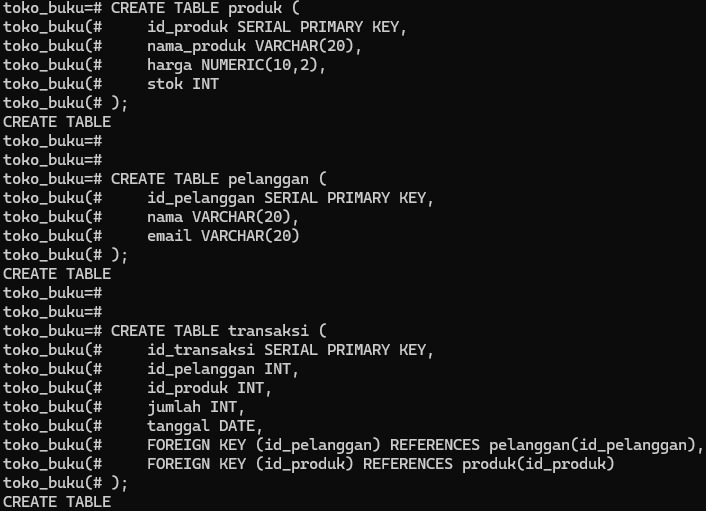 toko_buku=# CREATE TABLE produk (
toko_buku(#     id_produk SERIAL PRIMARY KEY,
toko_buku(#     nama_produk VARCHAR(20),
toko_buku(#     harga NUMERIC(10,2),
toko_buku(#     stok INT
toko_buku(# );
CREATE TABLE
toko_buku=#
toko_buku=#
toko_buku=# CREATE TABLE pelanggan (
toko_buku(#     id_pelanggan SERIAL PRIMARY KEY,
toko_buku(#     nama VARCHAR(20),
toko_buku(#     email VARCHAR(20)
toko_buku(# );
CREATE TABLE
toko_buku=#
toko_buku=#
toko_buku=# CREATE TABLE transaksi (
toko_buku(#     id_transaksi SERIAL PRIMARY KEY,
toko_buku(#     id_pelanggan INT,
toko_buku(#     id_produk INT,
toko_buku(#     jumlah INT,
toko_buku(#     tanggal DATE,
toko_buku(#     FOREIGN KEY (id_pelanggan) REFERENCES pelanggan(id_pelanggan),
toko_buku(#     FOREIGN KEY (id_produk) REFERENCES produk(id_produk)
toko_buku(# );
CREATE TABLE